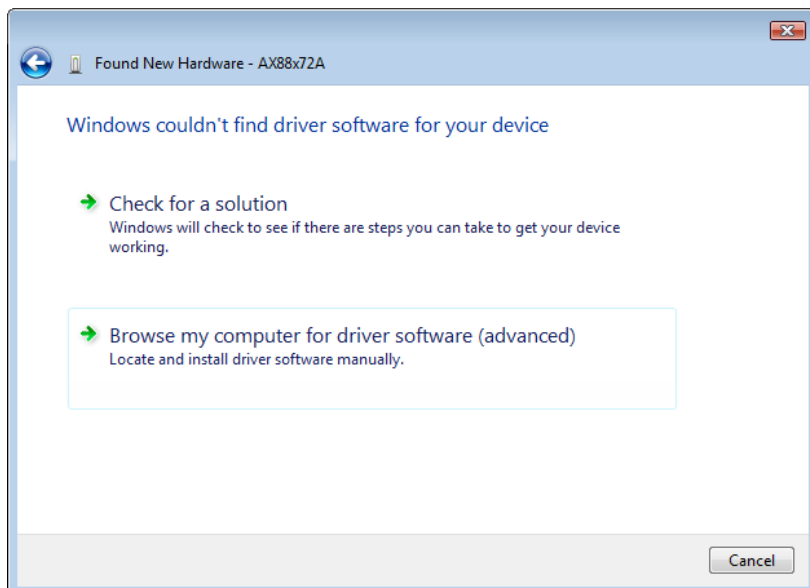 Found New Hardware - AX88x72A
Windows couldn't find driver software for your device
Check for a solution
Windows will check to see if there are steps you can take to get your device
working.
Browse my computer for driver software (advanced)
Locate and install driver software manually.
Cancel